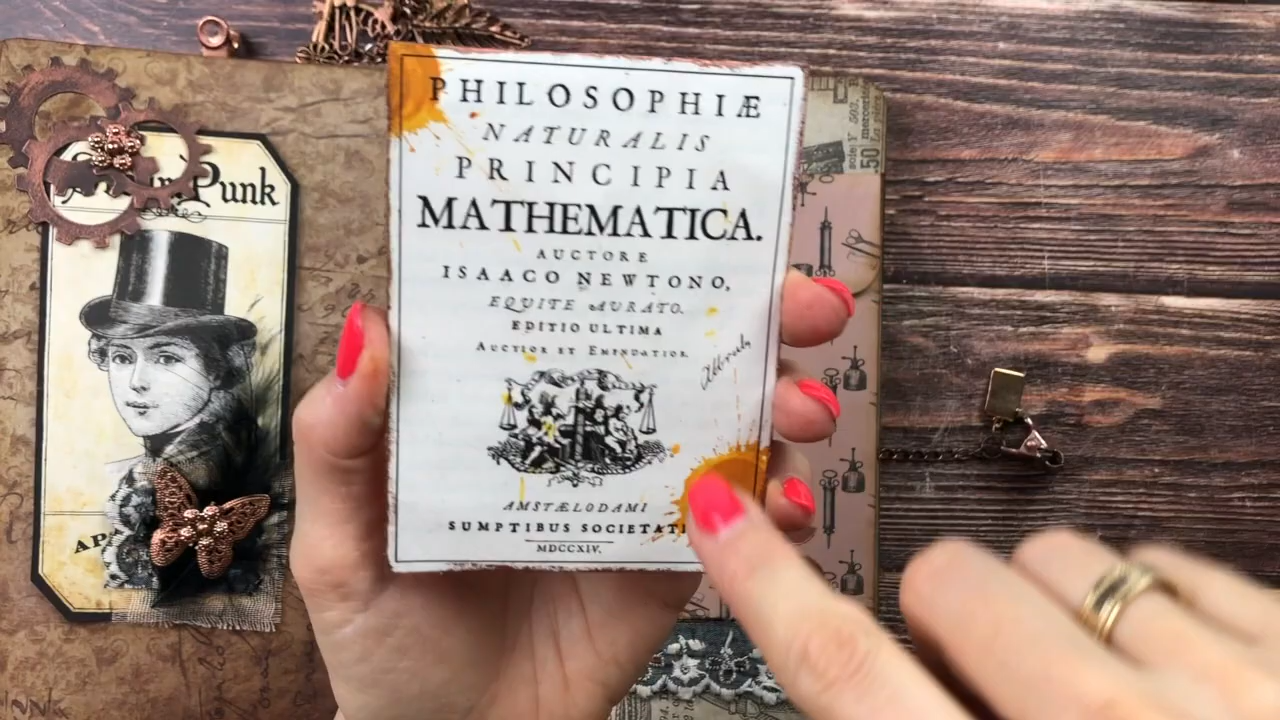 PHILOSOPHIÆ
NATURALIS
PRINCIPIA
MATHEMATICA.
AUCTORE
ISAACO NEWTONO,
EQUITE AURATO.
EDITIO ULTIMA
AUCTIOR ET EMENDATIOR.
AMSTÆLODAMI
SUMPTIBUS SOCIETATI
MDCCXIV.
Punk
AP
50